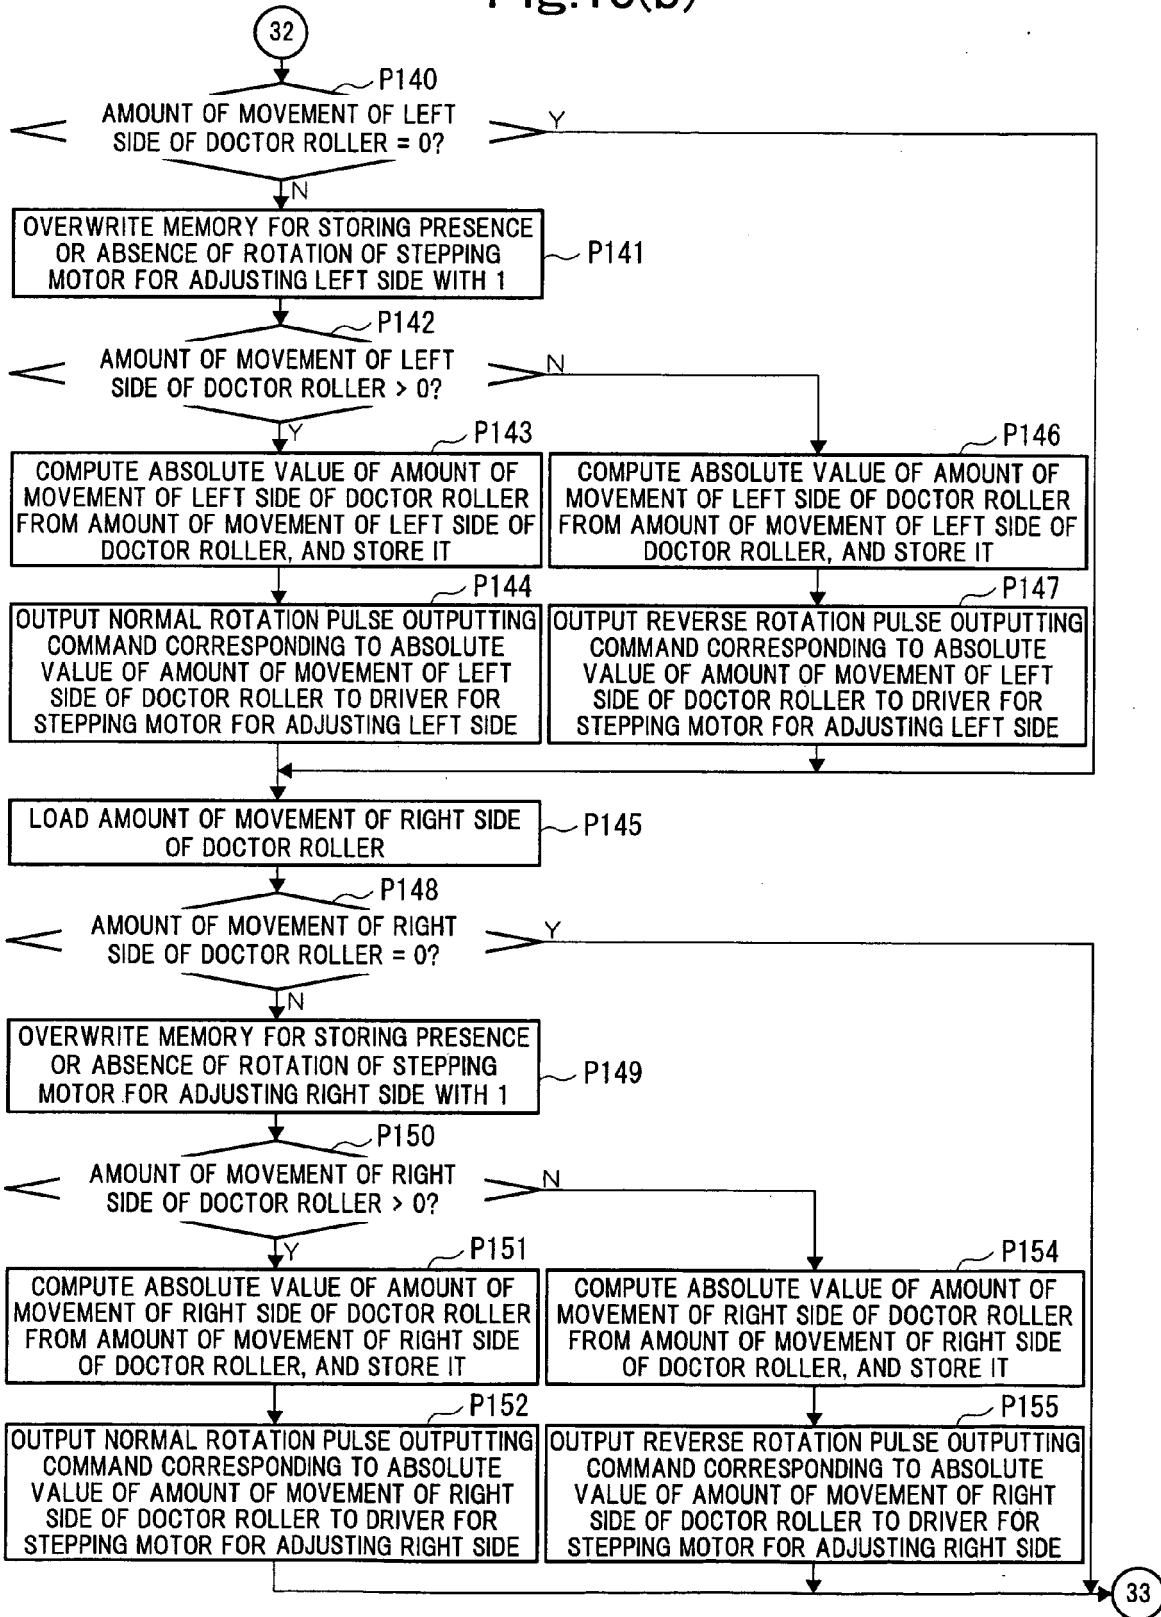 32
P140
AMOUNT OF MOVEMENT OF LEFT
SIDE OF DOCTOR ROLLER = 0?
Y
N
OVERWRITE MEMORY FOR STORING PRESENCE
OR ABSENCE OF ROTATION OF STEPPING
MOTOR FOR ADJUSTING LEFT SIDE WITH 1
P141
P142
AMOUNT OF MOVEMENT OF LEFT
SIDE OF DOCTOR ROLLER > 0?
N
Y
P143
COMPUTE ABSOLUTE VALUE OF AMOUNT OF
MOVEMENT OF LEFT SIDE OF DOCTOR ROLLER
FROM AMOUNT OF MOVEMENT OF LEFT SIDE OF
DOCTOR ROLLER, AND STORE IT
P146
COMPUTE ABSOLUTE VALUE OF AMOUNT OF
MOVEMENT OF LEFT SIDE OF DOCTOR ROLLER
FROM AMOUNT OF MOVEMENT OF LEFT SIDE OF
DOCTOR ROLLER, AND STORE IT
P144
OUTPUT NORMAL ROTATION PULSE OUTPUTTING
COMMAND CORRESPONDING TO ABSOLUTE
VALUE OF AMOUNT OF MOVEMENT OF LEFT
SIDE OF DOCTOR ROLLER TO DRIVER FOR
STEPPING MOTOR FOR ADJUSTING LEFT SIDE
P147
OUTPUT REVERSE ROTATION PULSE OUTPUTTING
COMMAND CORRESPONDING TO ABSOLUTE
VALUE OF AMOUNT OF MOVEMENT OF LEFT
SIDE OF DOCTOR ROLLER TO DRIVER FOR
STEPPING MOTOR FOR ADJUSTING LEFT SIDE
LOAD AMOUNT OF MOVEMENT OF RIGHT SIDE
OF DOCTOR ROLLER
P145
P148
AMOUNT OF MOVEMENT OF RIGHT
SIDE OF DOCTOR ROLLER = 0?
Y
N
OVERWRITE MEMORY FOR STORING PRESENCE
OR ABSENCE OF ROTATION OF STEPPING
MOTOR FOR ADJUSTING RIGHT SIDE WITH 1
P149
P150
AMOUNT OF MOVEMENT OF RIGHT
SIDE OF DOCTOR ROLLER > 0?
N
Y
P151
COMPUTE ABSOLUTE VALUE OF AMOUNT OF
MOVEMENT OF RIGHT SIDE OF DOCTOR ROLLER
FROM AMOUNT OF MOVEMENT OF RIGHT SIDE
OF DOCTOR ROLLER, AND STORE IT
P154
COMPUTE ABSOLUTE VALUE OF AMOUNT OF
MOVEMENT OF RIGHT SIDE OF DOCTOR ROLLER
FROM AMOUNT OF MOVEMENT OF RIGHT SIDE
OF DOCTOR ROLLER, AND STORE IT
P152
OUTPUT NORMAL ROTATION PULSE OUTPUTTING
COMMAND CORRESPONDING TO ABSOLUTE
VALUE OF AMOUNT OF MOVEMENT OF RIGHT
SIDE OF DOCTOR ROLLER TO DRIVER FOR
STEPPING MOTOR FOR ADJUSTING RIGHT SIDE
P155
OUTPUT REVERSE ROTATION PULSE OUTPUTTING
COMMAND CORRESPONDING TO ABSOLUTE
VALUE OF AMOUNT OF MOVEMENT OF RIGHT
SIDE OF DOCTOR ROLLER TO DRIVER FOR
STEPPING MOTOR FOR ADJUSTING RIGHT SIDE
33